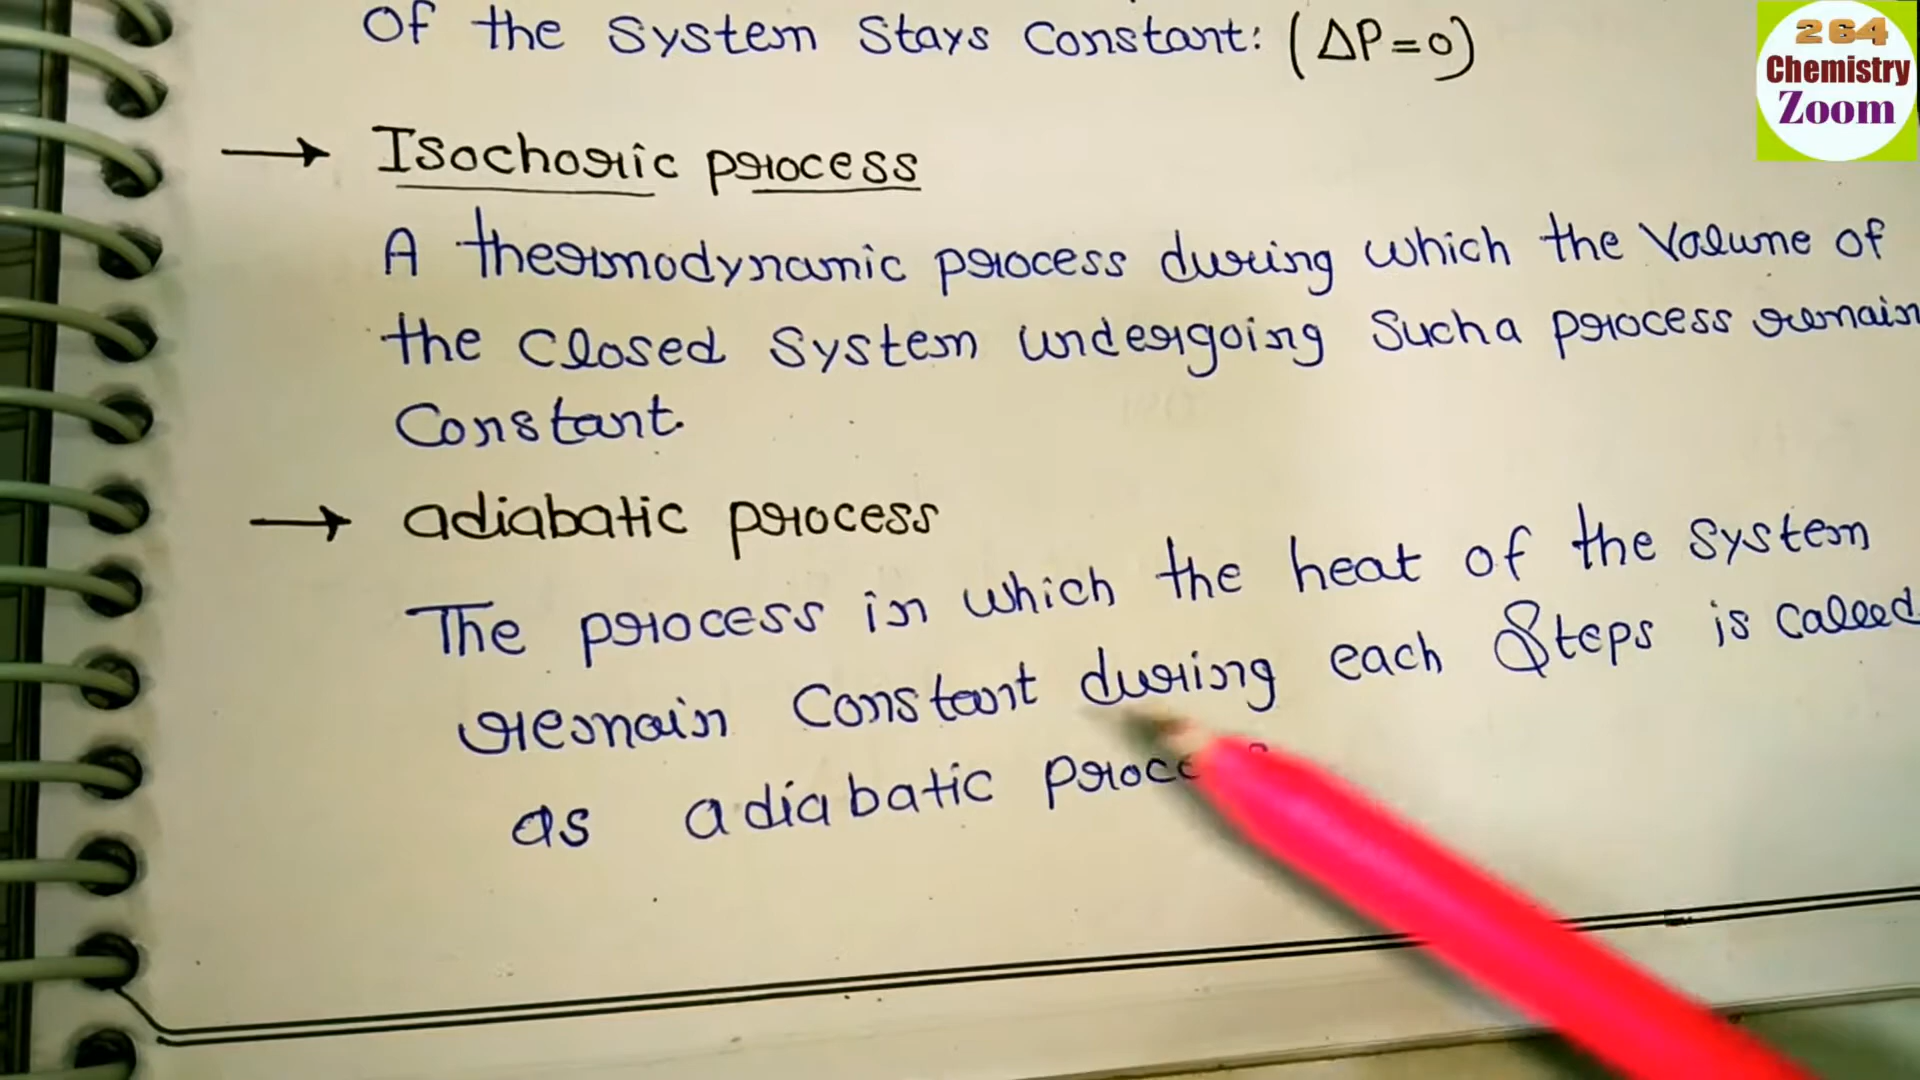 Of the System Stays Constant: (ΔP=0)
264
Chemistry
Zoom
→ Isochoric process
A thermodynamic process during which the Volume of
the Closed System undergoing Such a process remain
Constant.
→ adiabatic process
The process in which the heat of the System
remain Constant during each Steps is called
as adiabatic